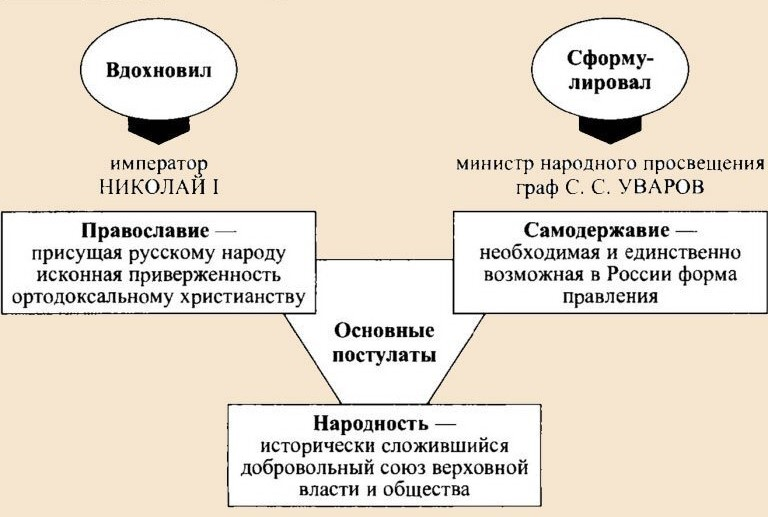 Вдохновил
Сформу-
лировал
император
НИКОЛАЙ I
министр народного просвещения
граф С. С. УВАРОВ
Православие —
присущая русскому народу
исконная приверженность
ортодоксальному христианству
Самодержавие —
необходимая и единственно
возможная в России форма
правления
Основные
постулаты
Народность —
исторически сложившийся
добровольный союз верховной
власти и общества